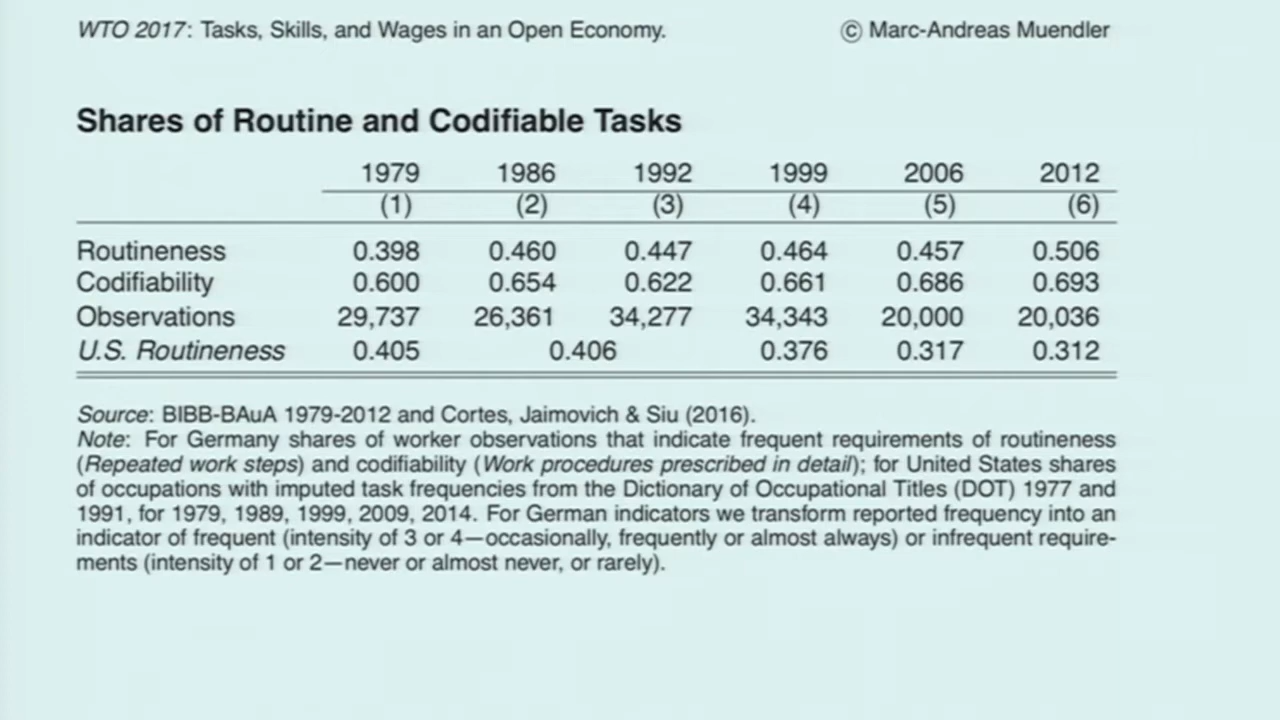 WTO 2017: Tasks, Skills, and Wages in an Open Economy. © Marc-Andreas Muendler
Shares of Routine and Codifiable Tasks
1979 1986 1992 1999 2006 2012
(1) (2) (3) (4) (5) (6)
Routineness 0.398 0.460 0.447 0.464 0.457 0.506
Codifiability 0.600 0.654 0.622 0.661 0.686 0.693
Observations 29,737 26,361 34,277 34,343 20,000 20,036
U.S. Routineness 0.405 0.406 0.376 0.317 0.312
Source: BIBB-BAuA 1979-2012 and Cortes, Jaimovich & Siu (2016).
Note: For Germany shares of worker observations that indicate frequent requirements of routineness
(Repeated work steps) and codifiability (Work procedures prescribed in detail); for United States shares
of occupations with imputed task frequencies from the Dictionary of Occupational Titles (DOT) 1977 and
1991, for 1979, 1989, 1999, 2009, 2014. For German indicators we transform reported frequency into an
indicator of frequent (intensity of 3 or 4—occasionally, frequently or almost always) or infrequent require-
ments (intensity of 1 or 2—never or almost never, or rarely).